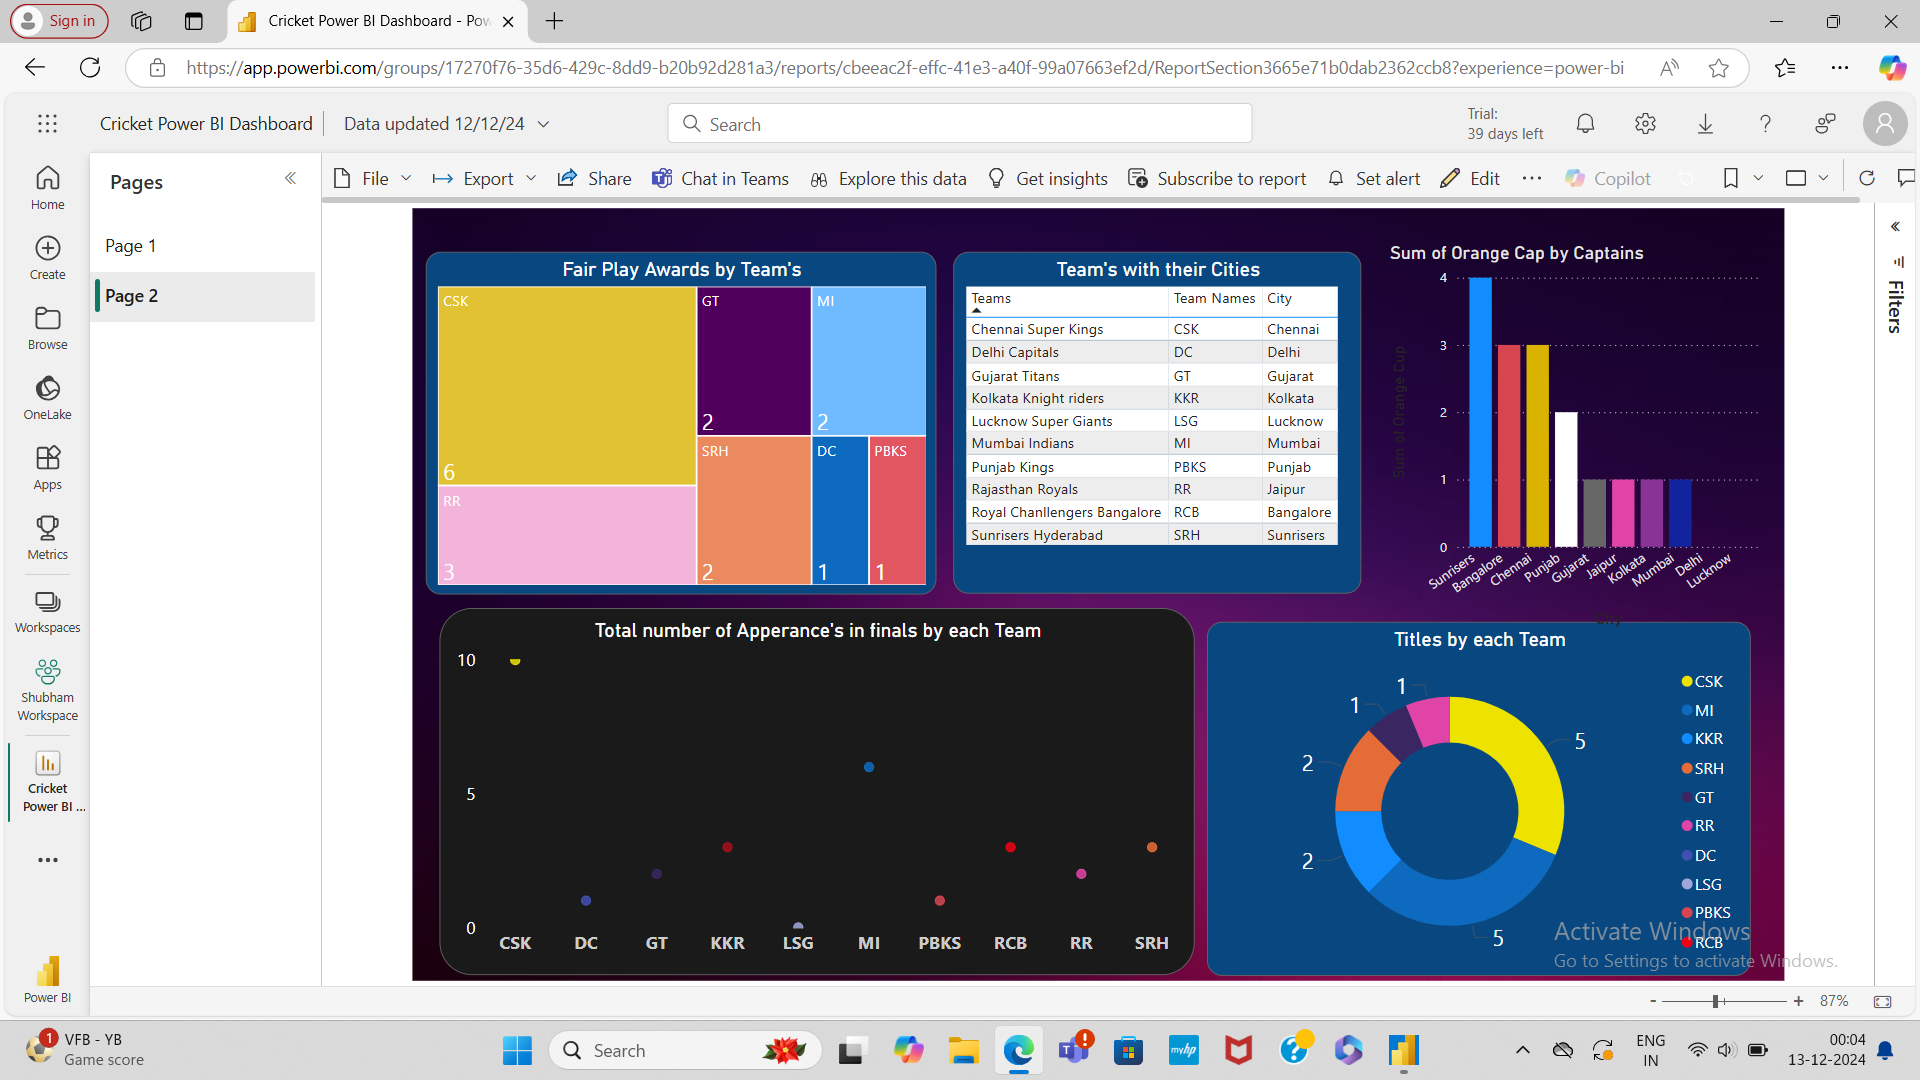 Sign in
Cricket Power BI Dashboard - Pow
https://app.powerbi.com/groups/17270f76-35d6-429c-8dd9-b20b92d281a3/reports/cbeeac2f-effc-41e3-a40f-99a07663ef2d/ReportSection3665e71b0dab2362ccb8?experience=power-bi
Cricket Power BI Dashboard
Data updated 12/12/24
Search
Trial:
39 days left
Home
Create
Browse
OneLake
Apps
Metrics
Workspaces
Shubham
Workspace
Cricket
Power BI ...
Power BI
Pages
Page 1
Page 2
File
Export
Share
Chat in Teams
Explore this data
Get insights
Subscribe to report
Set alert
Edit
Copilot
Filters
Fair Play Awards by Team's
CSK
6
RR
3
GT
2
MI
2
SRH
2
DC
1
PBKS
1
Team's with their Cities
Teams Team Names City
Chennai Super Kings CSK Chennai
Delhi Capitals DC Delhi
Gujarat Titans GT Gujarat
Kolkata Knight riders KKR Kolkata
Lucknow Super Giants LSG Lucknow
Mumbai Indians MI Mumbai
Punjab Kings PBKS Punjab
Rajasthan Royals RR Jaipur
Royal Chanllengers Bangalore RCB Bangalore
Sunrisers Hyderabad SRH Sunrisers
Sum of Orange Cap by Captains
Sum of Orange Cup
4
3
2
1
0
Sunrisers
Bangalore
Chennai
Punjab
Gujarat
Jaipur
Kolkata
Mumbai
Delhi
Lucknow
City
Total number of Apperance's in finals by each Team
10
5
0
CSK DC GT KKR LSG MI PBKS RCB RR SRH
Titles by each Team
1
1
2
2
5
5
CSK
MI
KKR
SRH
GT
RR
DC
LSG
PBKS
RCB
Activate Windows
Go to Settings to activate Windows.
- + 87%
1
VFB - YB
Game score
Search
myhp
ENG
IN
00:04
13-12-2024